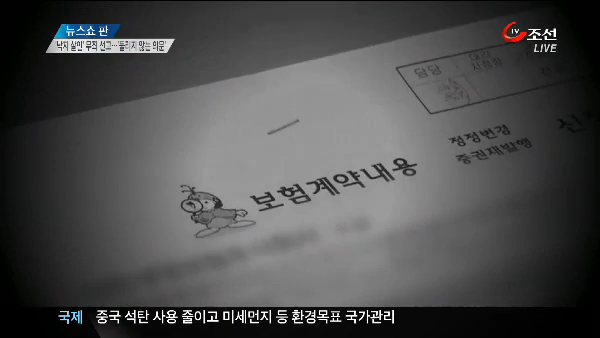 뉴스쇼 판
'낙지 살인' 무죄 선고…'풀리지 않는 의문'
TV조선
LIVE
담당
정정변경
증권재발행
신
보험계약내용
국제 중국 석탄 사용 줄이고 미세먼지 등 환경목표 국가관리